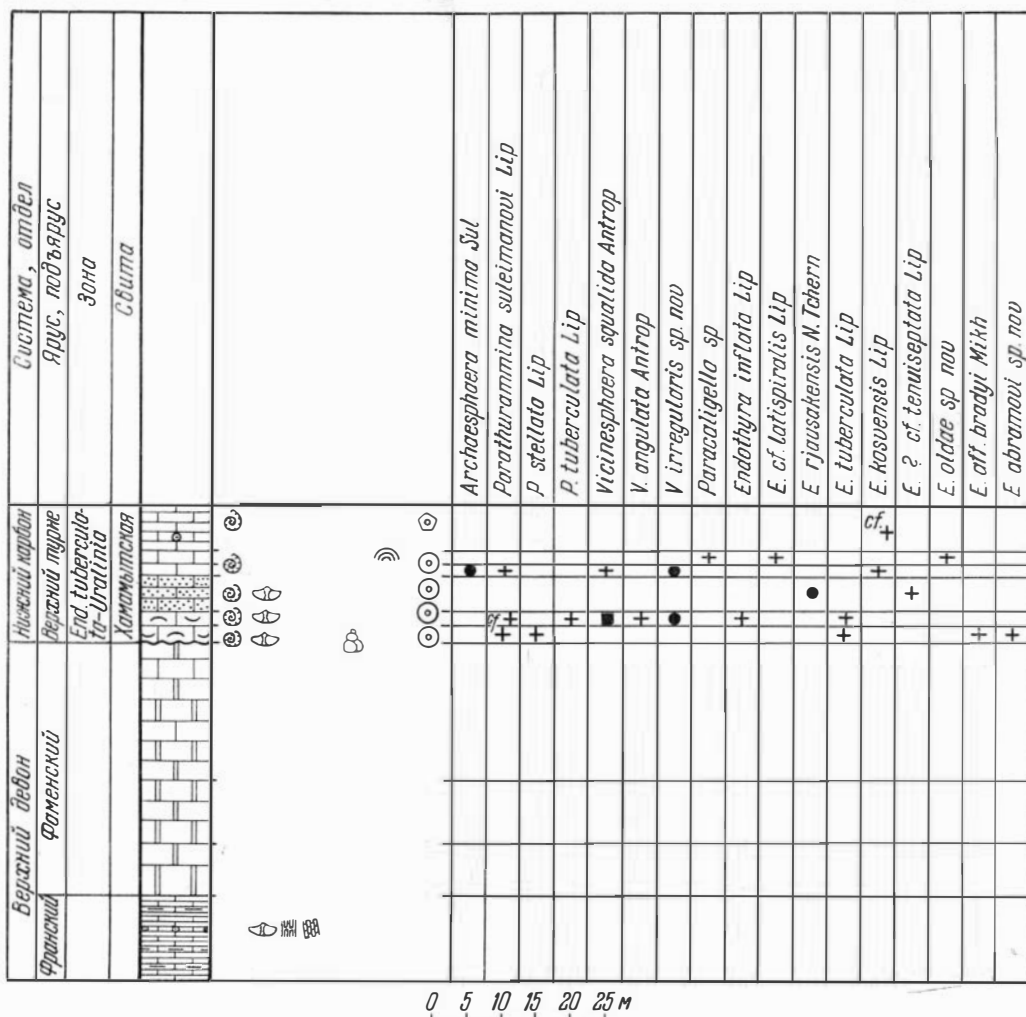 Система, отдел
Ярус, подъярус
Зона
Свита
Archaesphaera minima Sul
Parathurammina suleimanovi Lip
P stellata Lip
P. tuberculata Lip
Vicinesphaera squalida Antrop
V. angulata Antrop
V irregularis sp. nov
Paracaligella sp
Endothyra inflata Lip
E. cf. latispiralis Lip
E rjausakensis N. Tchern
E. tuberculata Lip
E. kosvensis Lip
E. ? cf. tenuiseptata Lip
E. oldae sp nov
E. aff. bradyi Mikh
E abramovi sp. nov
Нижний карбон
Верхний турне
End. tubercula-
ta-Uralinia
Хамамытская
cf.
cf.
Верхний девон
Фаменский
Франский
0 5 10 15 20 25 м